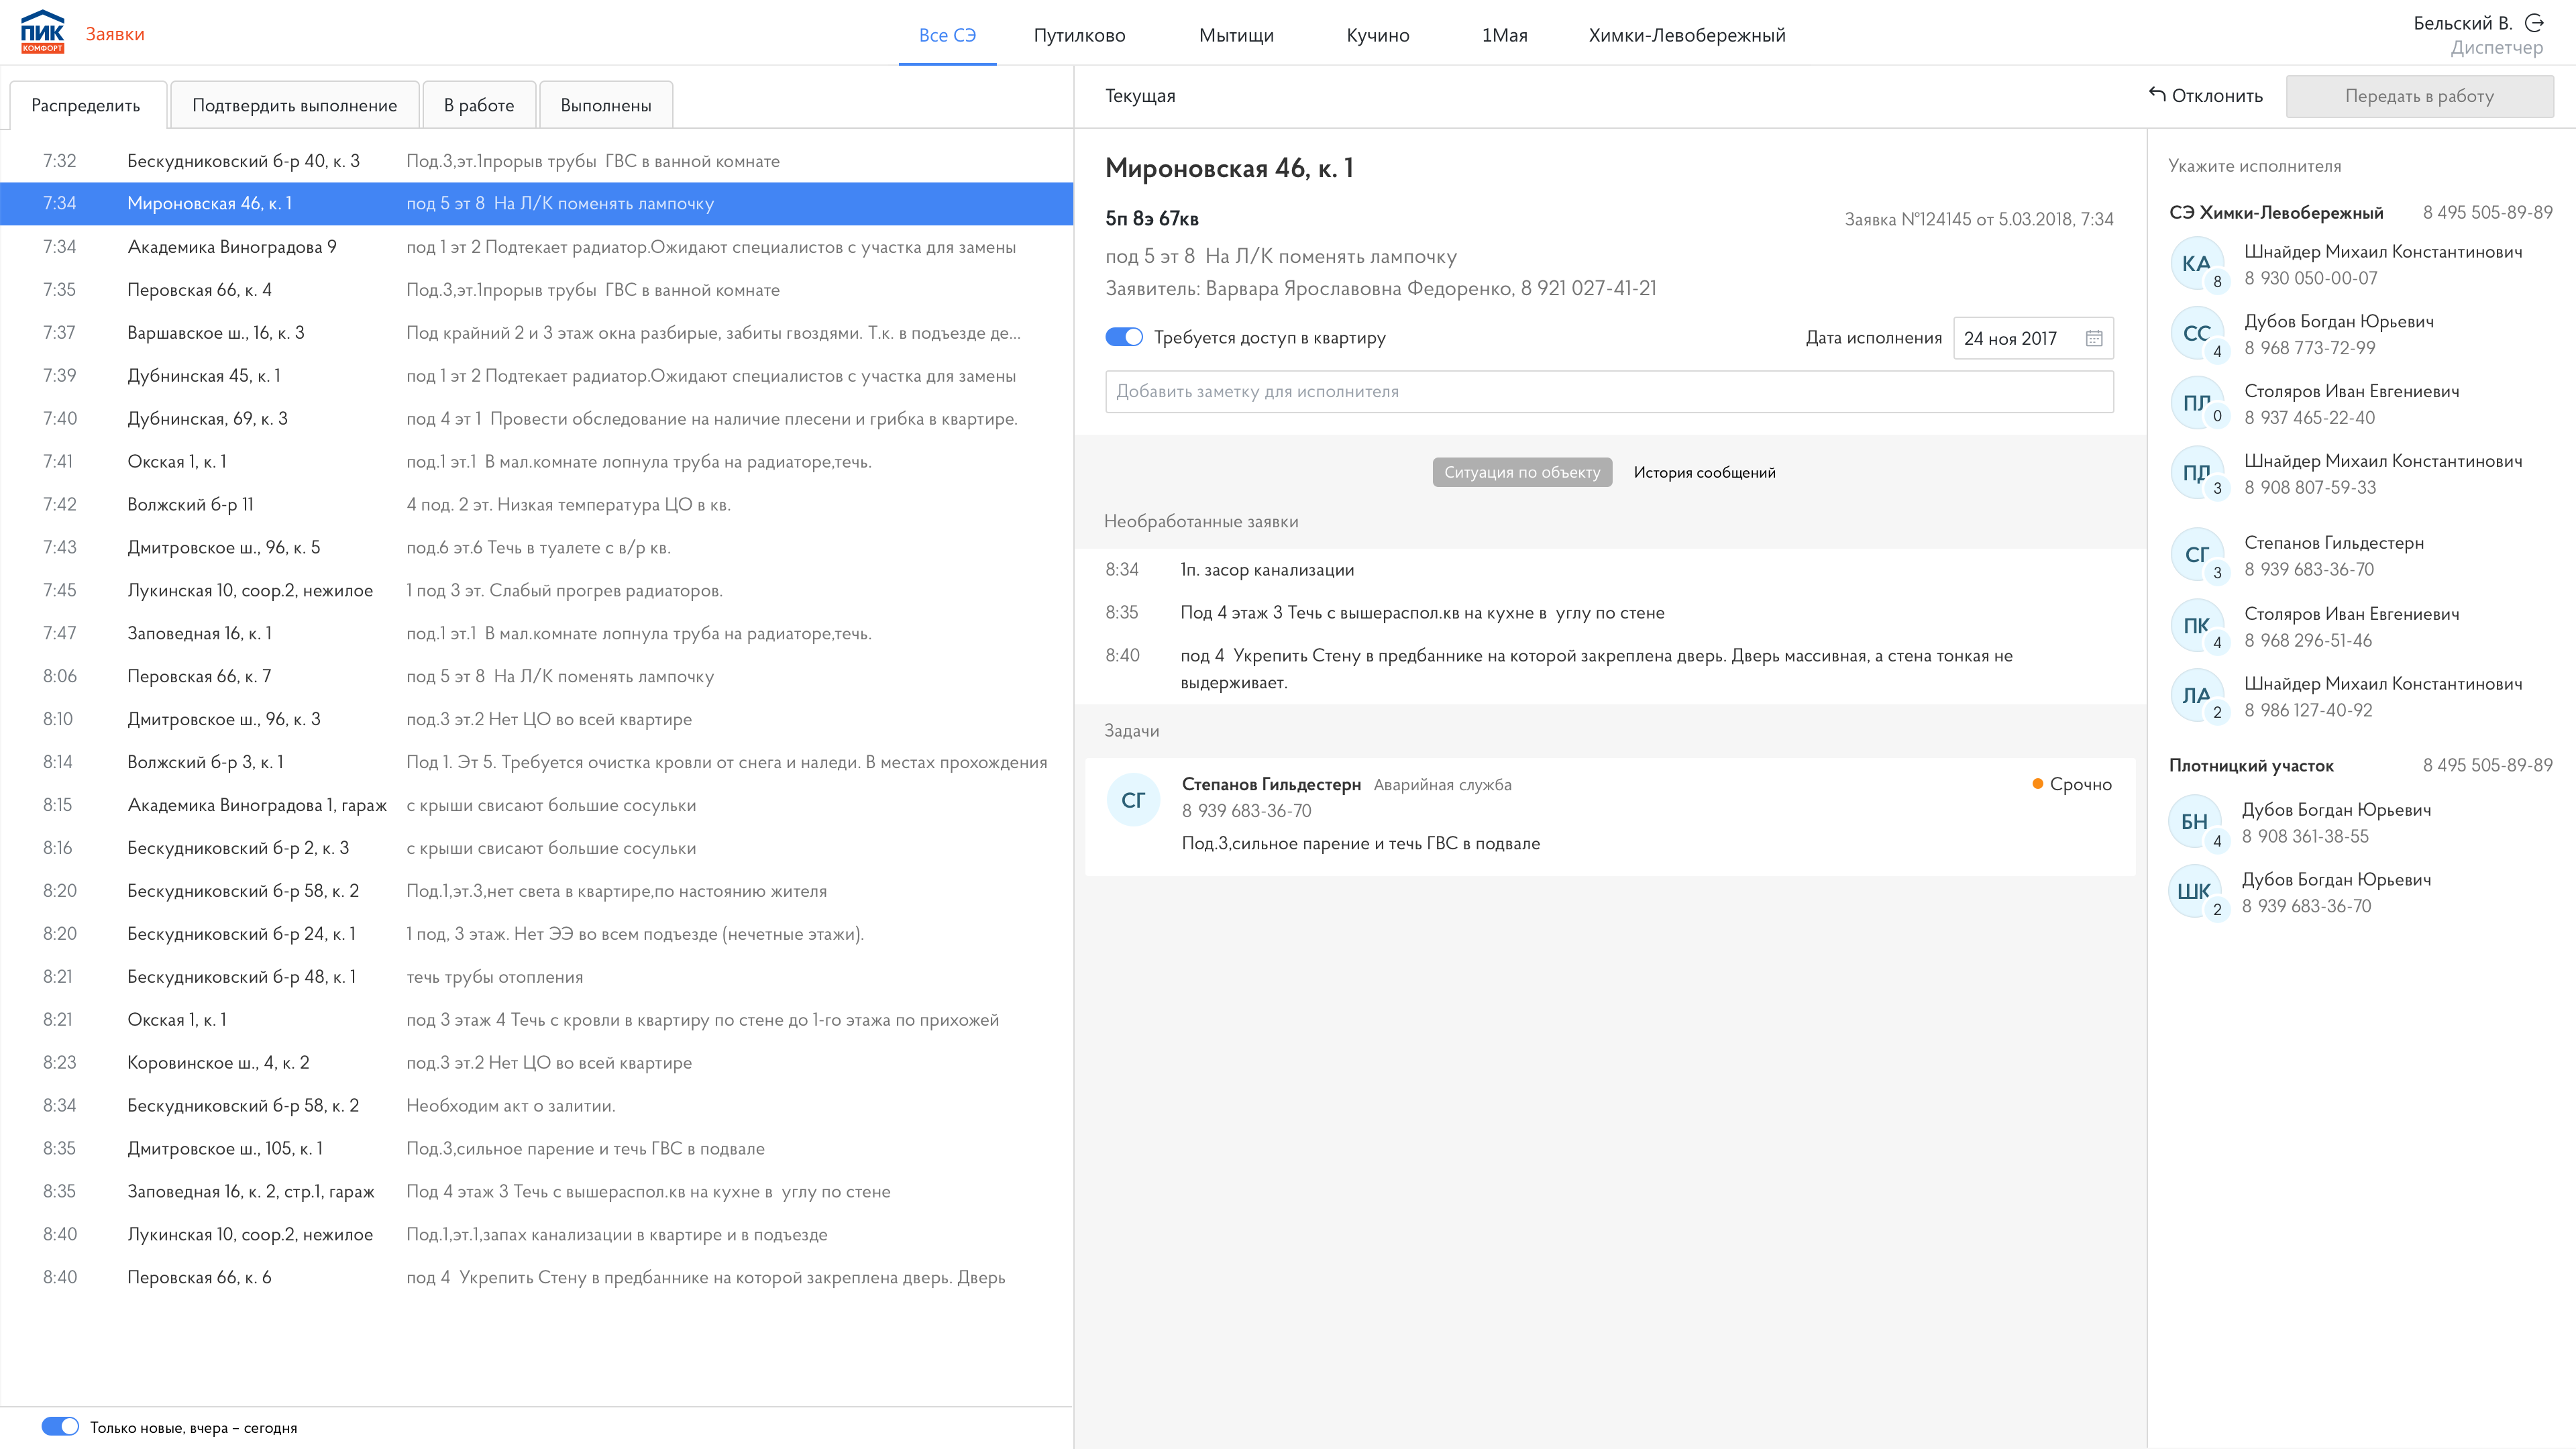 ПИК
КОМФОРТ
Заявки
Все СЭ
Путилково
Мытищи
Кучино
1Мая
Химки-Левобережный
Бельский В.
Диспетчер
Распределить
Подтвердить выполнение
В работе
Выполнены
7:32 Бескудниковский б-р 40, к. 3 Под.3,эт.1прорыв трубы ГВС в ванной комнате
7:34 Мироновская 46, к. 1 под 5 эт 8 На Л/К поменять лампочку
7:34 Академика Виноградова 9 под 1 эт 2 Подтекает радиатор.Ожидают специалистов с участка для замены
7:35 Перовская 66, к. 4 Под.3,эт.1прорыв трубы ГВС в ванной комнате
7:37 Варшавское ш., 16, к. 3 Под крайний 2 и 3 этаж окна разбирые, забиты гвоздями. Т.к. в подъезде де...
7:39 Дубнинская 45, к. 1 под 1 эт 2 Подтекает радиатор.Ожидают специалистов с участка для замены
7:40 Дубнинская, 69, к. 3 под 4 эт 1 Провести обследование на наличие плесени и грибка в квартире.
7:41 Окская 1, к. 1 под.1 эт.1 В мал.комнате лопнула труба на радиаторе,течь.
7:42 Волжский б-р 11 4 под. 2 эт. Низкая температура ЦО в кв.
7:43 Дмитровское ш., 96, к. 5 под.6 эт.6 Течь в туалете с в/р кв.
7:45 Лукинская 10, соор.2, нежилое 1 под 3 эт. Слабый прогрев радиаторов.
7:47 Заповедная 16, к. 1 под.1 эт.1 В мал.комнате лопнула труба на радиаторе,течь.
8:06 Перовская 66, к. 7 под 5 эт 8 На Л/К поменять лампочку
8:10 Дмитровское ш., 96, к. 3 под.3 эт.2 Нет ЦО во всей квартире
8:14 Волжский б-р 3, к. 1 Под 1. Эт 5. Требуется очистка кровли от снега и наледи. В местах прохождения
8:15 Академика Виноградова 1, гараж с крыши свисают большие сосульки
8:16 Бескудниковский б-р 2, к. 3 с крыши свисают большие сосульки
8:20 Бескудниковский б-р 58, к. 2 Под.1,эт.3,нет света в квартире,по настоянию жителя
8:20 Бескудниковский б-р 24, к. 1 1 под, 3 этаж. Нет ЭЭ во всем подъезде (нечетные этажи).
8:21 Бескудниковский б-р 48, к. 1 течь трубы отопления
8:21 Окская 1, к. 1 под 3 этаж 4 Течь с кровли в квартиру по стене до 1-го этажа по прихожей
8:23 Коровинское ш., 4, к. 2 под.3 эт.2 Нет ЦО во всей квартире
8:34 Бескудниковский б-р 58, к. 2 Необходим акт о залитии.
8:35 Дмитровское ш., 105, к. 1 Под.3,сильное парение и течь ГВС в подвале
8:35 Заповедная 16, к. 2, стр.1, гараж Под 4 этаж 3 Течь с вышераспол.кв на кухне в углу по стене
8:40 Лукинская 10, соор.2, нежилое Под.1,эт.1,запах канализации в квартире и в подъезде
8:40 Перовская 66, к. 6 под 4 Укрепить Стену в предбаннике на которой закреплена дверь. Дверь
Только новые, вчера – сегодня
Текущая
Отклонить
Передать в работу
Мироновская 46, к. 1
5п 8э 67кв
Заявка №124145 от 5.03.2018, 7:34
под 5 эт 8 На Л/К поменять лампочку
Заявитель: Варвара Ярославовна Федоренко, 8 921 027-41-21
Требуется доступ в квартиру
Дата исполнения 24 ноя 2017
Добавить заметку для исполнителя
Ситуация по объекту
История сообщений
Необработанные заявки
8:34 1п. засор канализации
8:35 Под 4 этаж 3 Течь с вышераспол.кв на кухне в углу по стене
8:40 под 4 Укрепить Стену в предбаннике на которой закреплена дверь. Дверь массивная, а стена тонкая не
выдерживает.
Задачи
СГ
Степанов Гильдестерн Аварийная служба
Срочно
8 939 683-36-70
Под.3,сильное парение и течь ГВС в подвале
Укажите исполнителя
СЭ Химки-Левобережный 8 495 505-89-89
КА 8
Шнайдер Михаил Константинович
8 930 050-00-07
СС 4
Дубов Богдан Юрьевич
8 968 773-72-99
ПЛ 0
Столяров Иван Евгениевич
8 937 465-22-40
ПД 3
Шнайдер Михаил Константинович
8 908 807-59-33
СГ 3
Степанов Гильдестерн
8 939 683-36-70
ПК 4
Столяров Иван Евгениевич
8 968 296-51-46
ЛА 2
Шнайдер Михаил Константинович
8 986 127-40-92
Плотницкий участок 8 495 505-89-89
БН 4
Дубов Богдан Юрьевич
8 908 361-38-55
ШК 2
Дубов Богдан Юрьевич
8 939 683-36-70